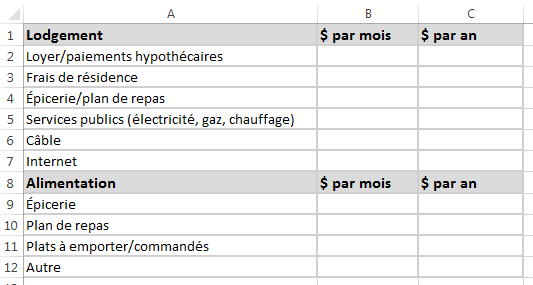 A B C
1 Lodgement $ par mois $ par an
2 Loyer/paiements hypothécaires
3 Frais de résidence
4 Épicerie/plan de repas
5 Services publics (électricité, gaz, chauffage)
6 Câble
7 Internet
8 Alimentation $ par mois $ par an
9 Épicerie
10 Plan de repas
11 Plats à emporter/commandés
12 Autre